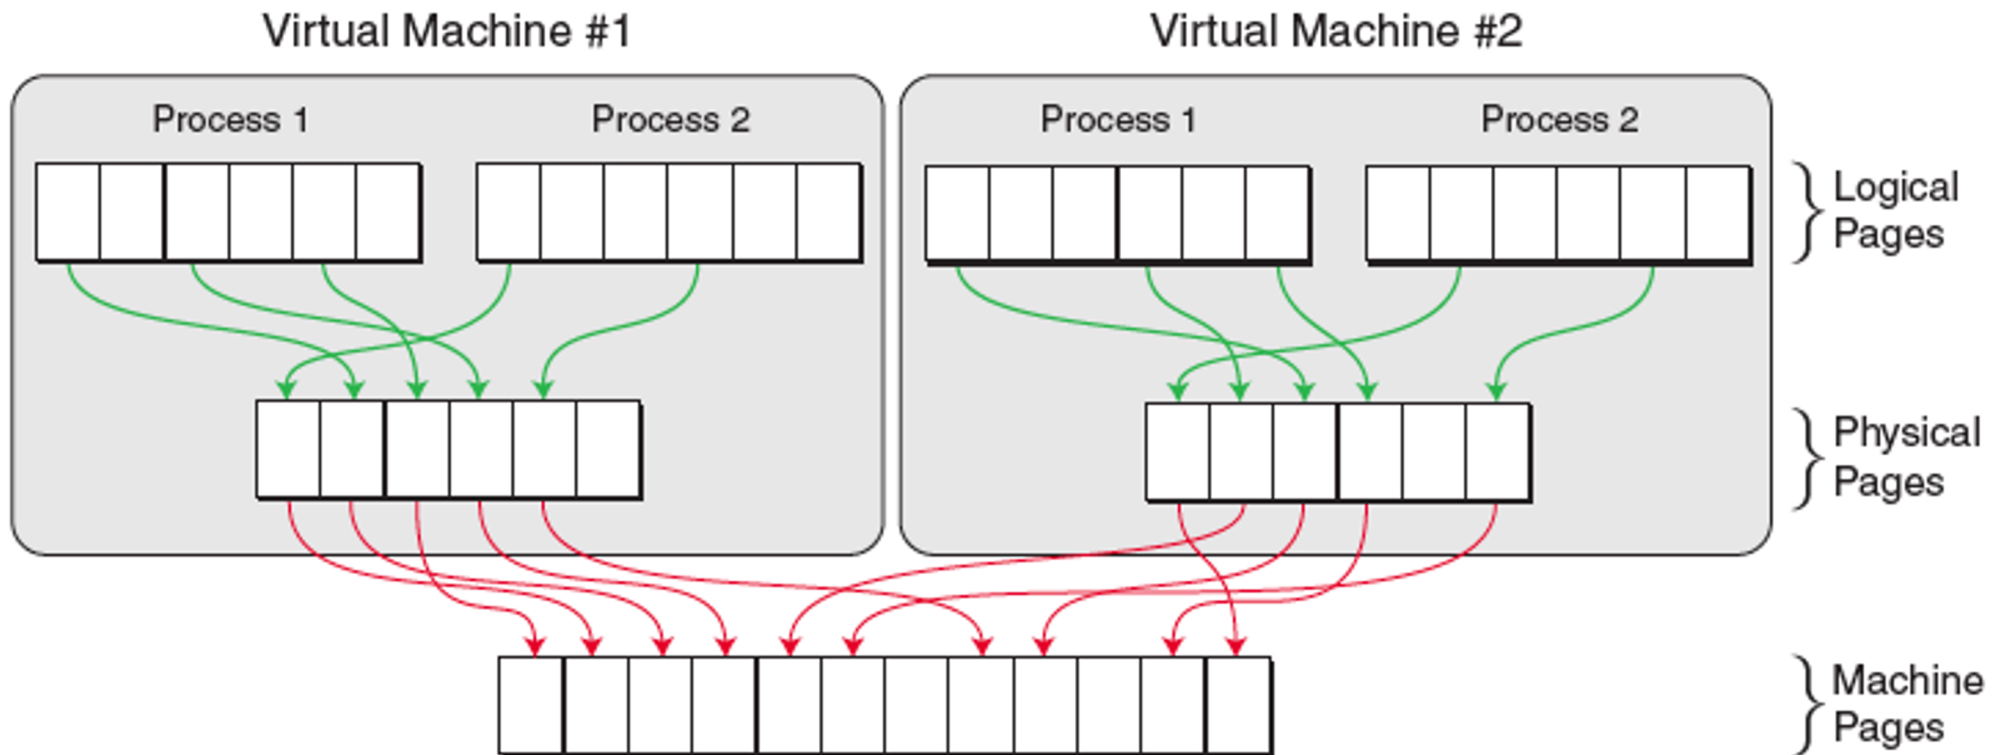 Virtual Machine #1
Virtual Machine #2
Process 1
Process 2
Process 1
Process 2
Logical
Pages
Physical
Pages
Machine
Pages